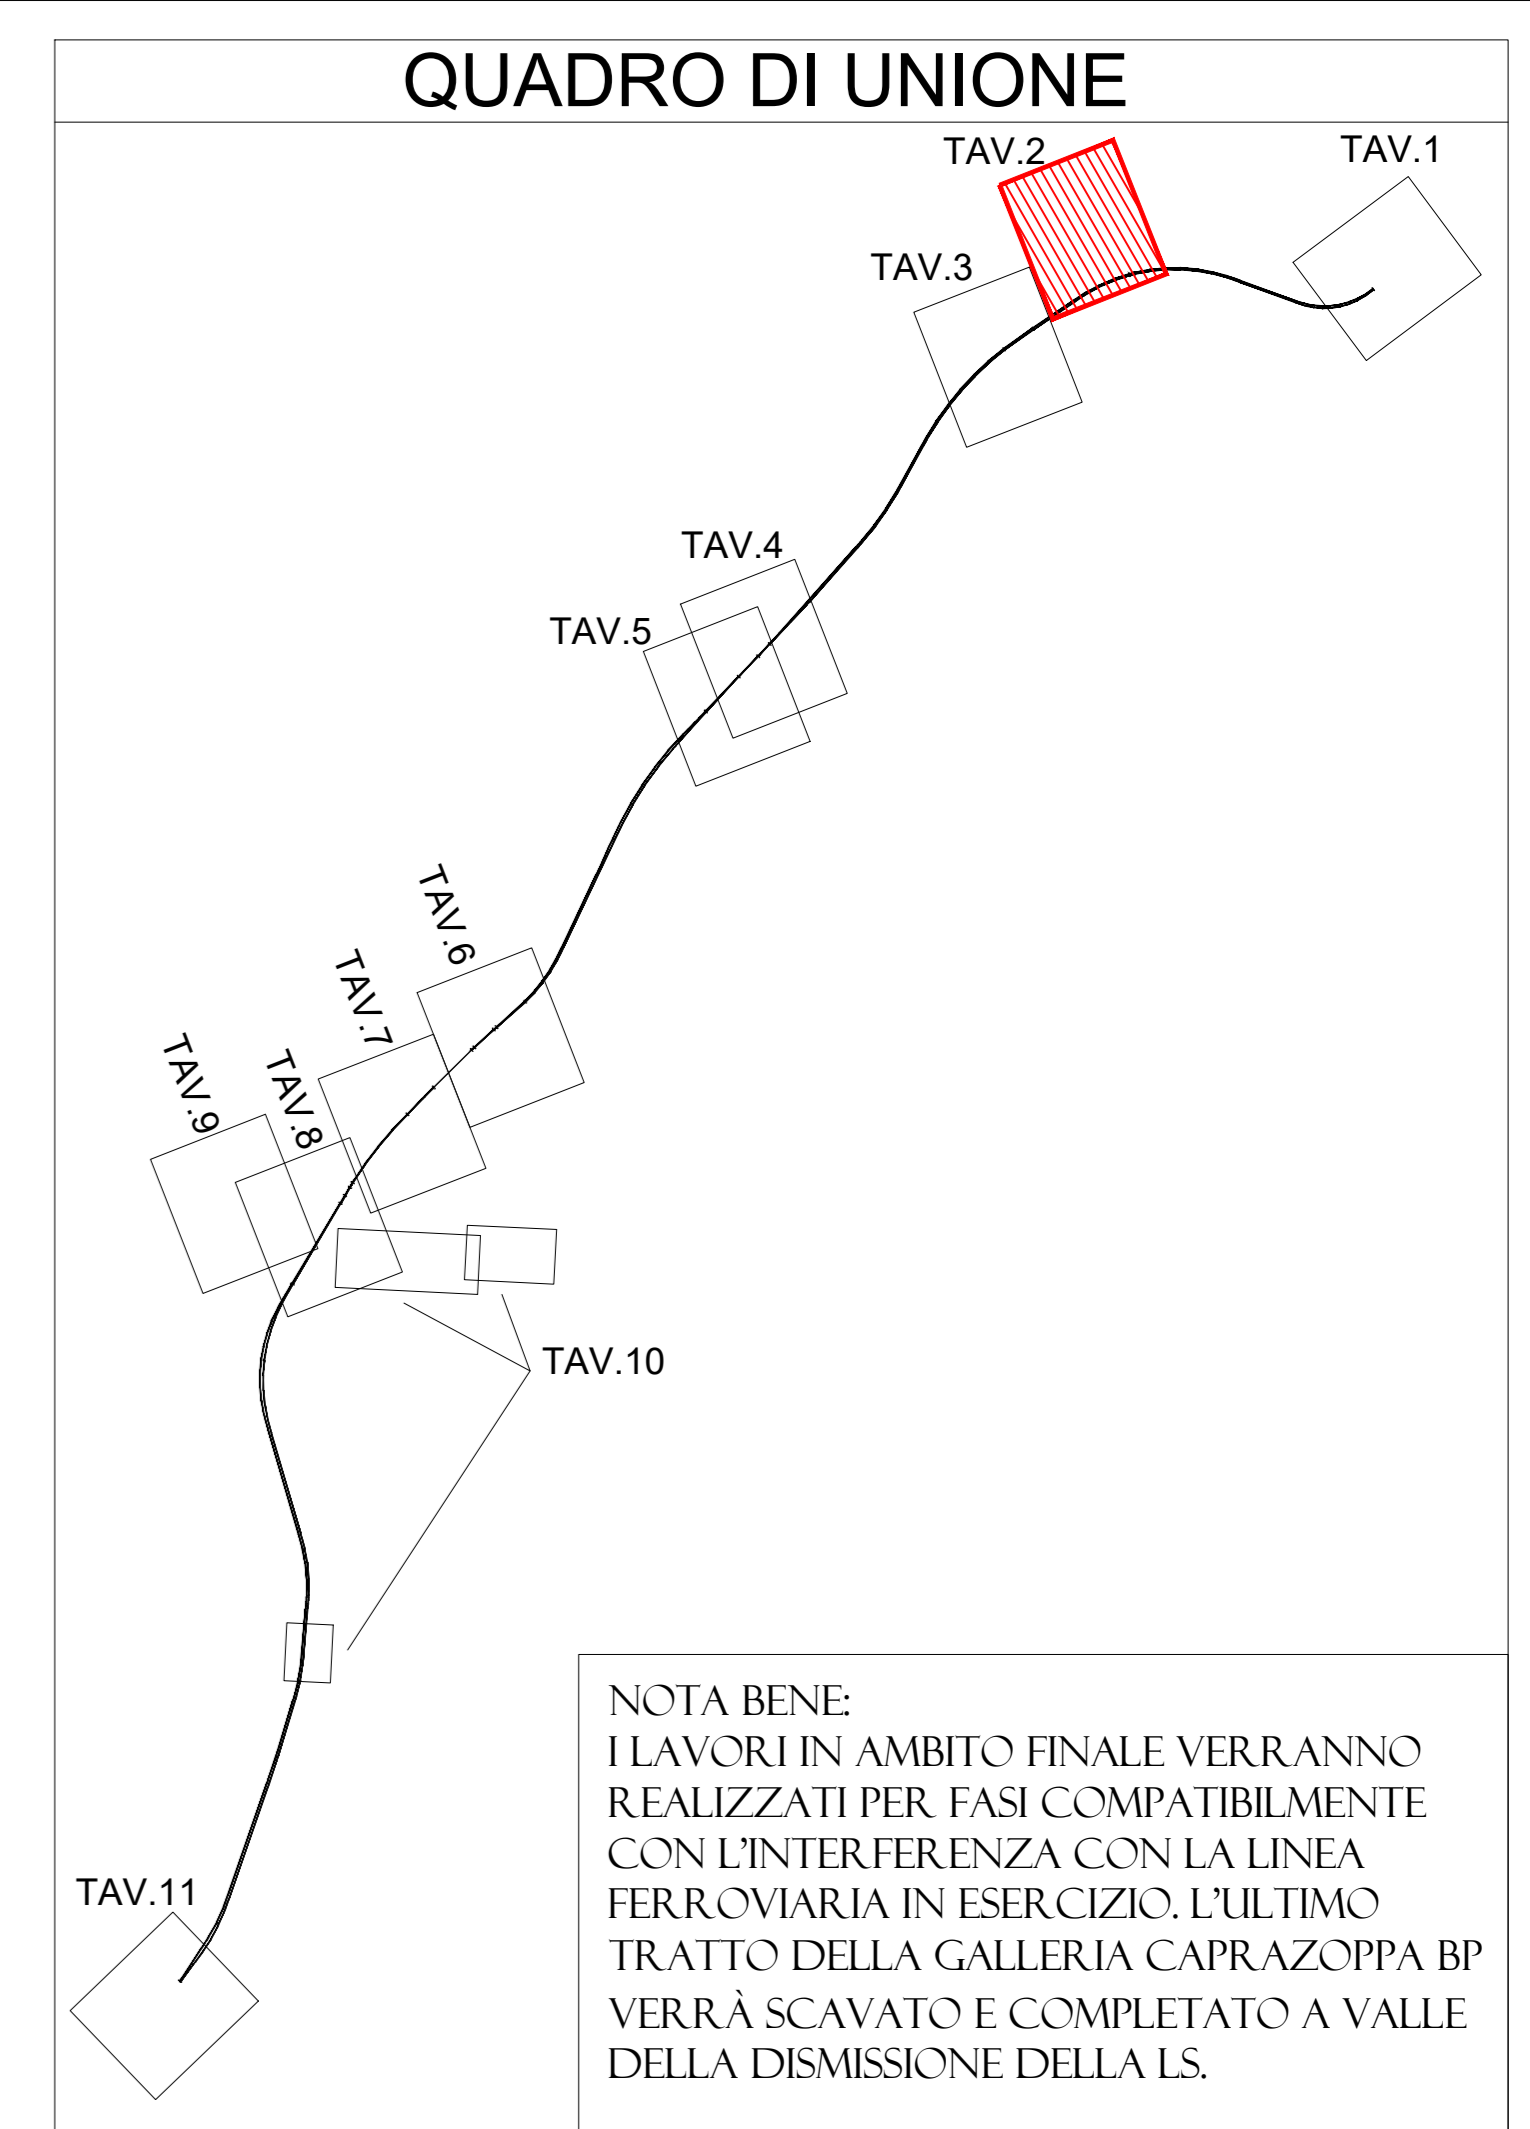 QUADRO DI UNIONE
TAV.1
TAV.2
TAV.3
TAV.4
TAV.5
TAV.6
TAV.7
TAV.8
TAV.9
TAV.10
TAV.11
NOTA BENE:
I LAVORI IN AMBITO FINALE VERRANNO
REALIZZATI PER FASI COMPATIBILMENTE
CON L'INTERFERENZA CON LA LINEA
FERROVIARIA IN ESERCIZIO. L'ULTIMO
TRATTO DELLA GALLERIA CAPRAZOPPA BP
VERRÀ SCAVATO E COMPLETATO A VALLE
DELLA DISMISSIONE DELLA LS.